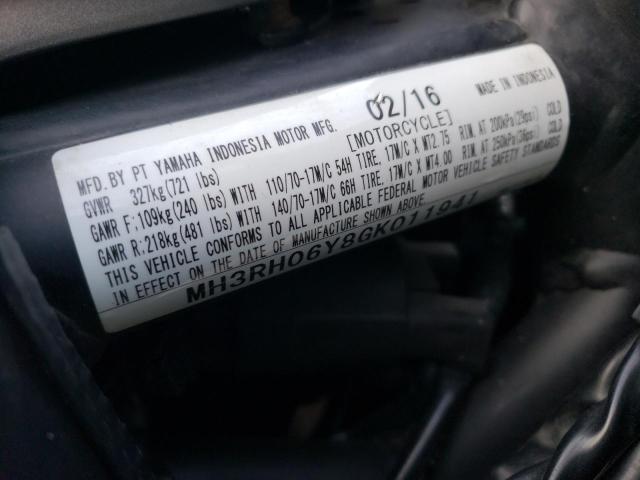 MFD. BY PT YAMAHA INDONESIA MOTOR MFG. 02/16 MADE IN INDONESIA
GVWR 327kg(721 lbs) [MOTORCYCLE]
GAWR F;109kg(240 lbs)WITH 110/70-17M/C 54H TIRE, 17M/C X MT2.75 RIM, AT 200kPa(29psi) COLD
GAWR R;218kg(481 lbs)WITH 140/70-17M/C 66H TIRE, 17M/C X MT4.00 RIM, AT 250kPa(36psi) COLD
THIS VEHICLE CONFORMS TO ALL APPLICABLE FEDERAL MOTOR VEHICLE SAFETY STANDARDS
IN EFFECT ON THE DATE OF MANUFACTURE SHOWN ABOVE.
MH3RH06Y8GK011941